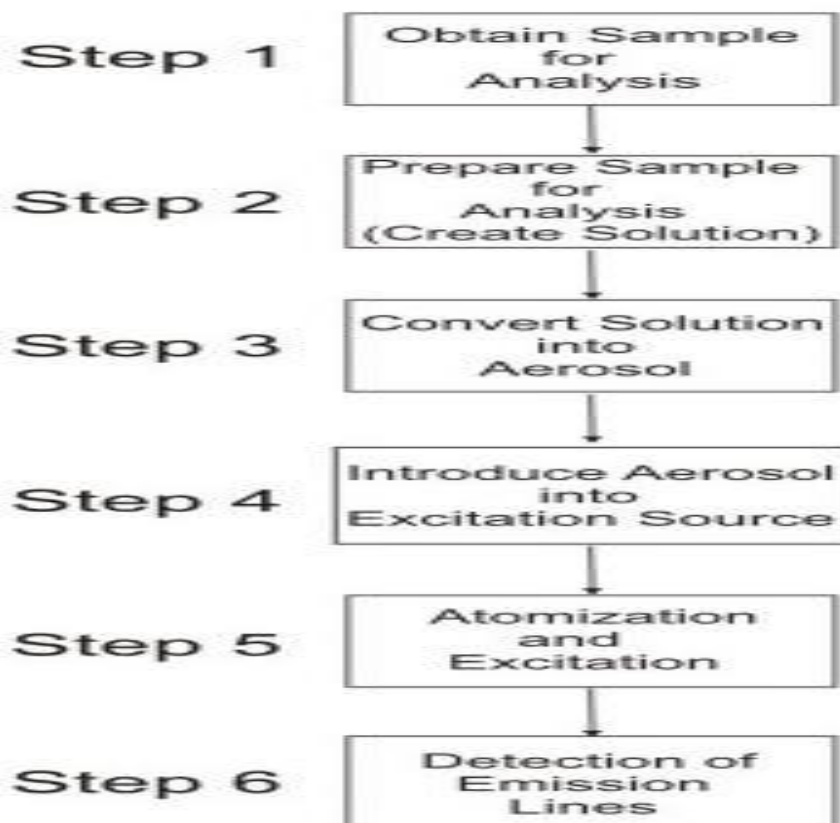 Step 1
Obtain Sample
for
Analysis
Step 2
Prepare Sample
for
Analysis
(Create Solution)
Step 3
Convert Solution
into
Aerosol
Step 4
Introduce Aerosol
into
Excitation Source
Step 5
Atomization
and
Excitation
Step 6
Detection of
Emission
Lines